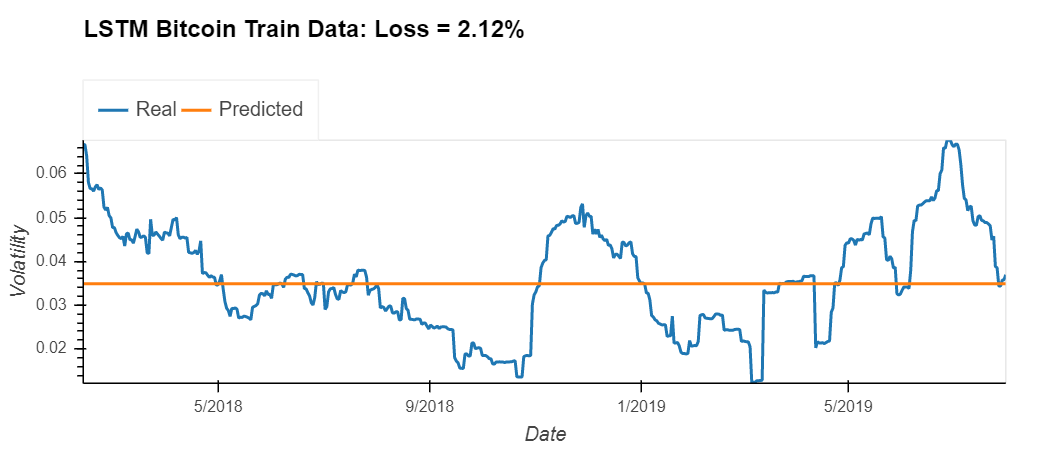 LSTM Bitcoin Train Data: Loss = 2.12%
Real Predicted
0.06
0.05
0.04
0.03
0.02
Volatility
5/2018 9/2018 1/2019 5/2019
Date